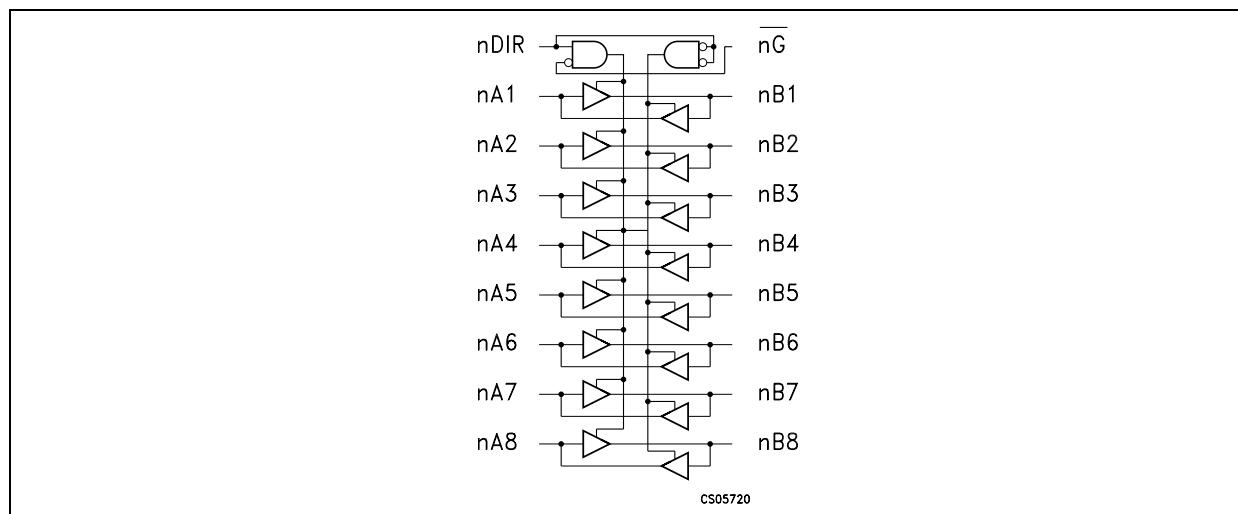 nDIR nG̅
nA1 nB1
nA2 nB2
nA3 nB3
nA4 nB4
nA5 nB5
nA6 nB6
nA7 nB7
nA8 nB8
CS05720